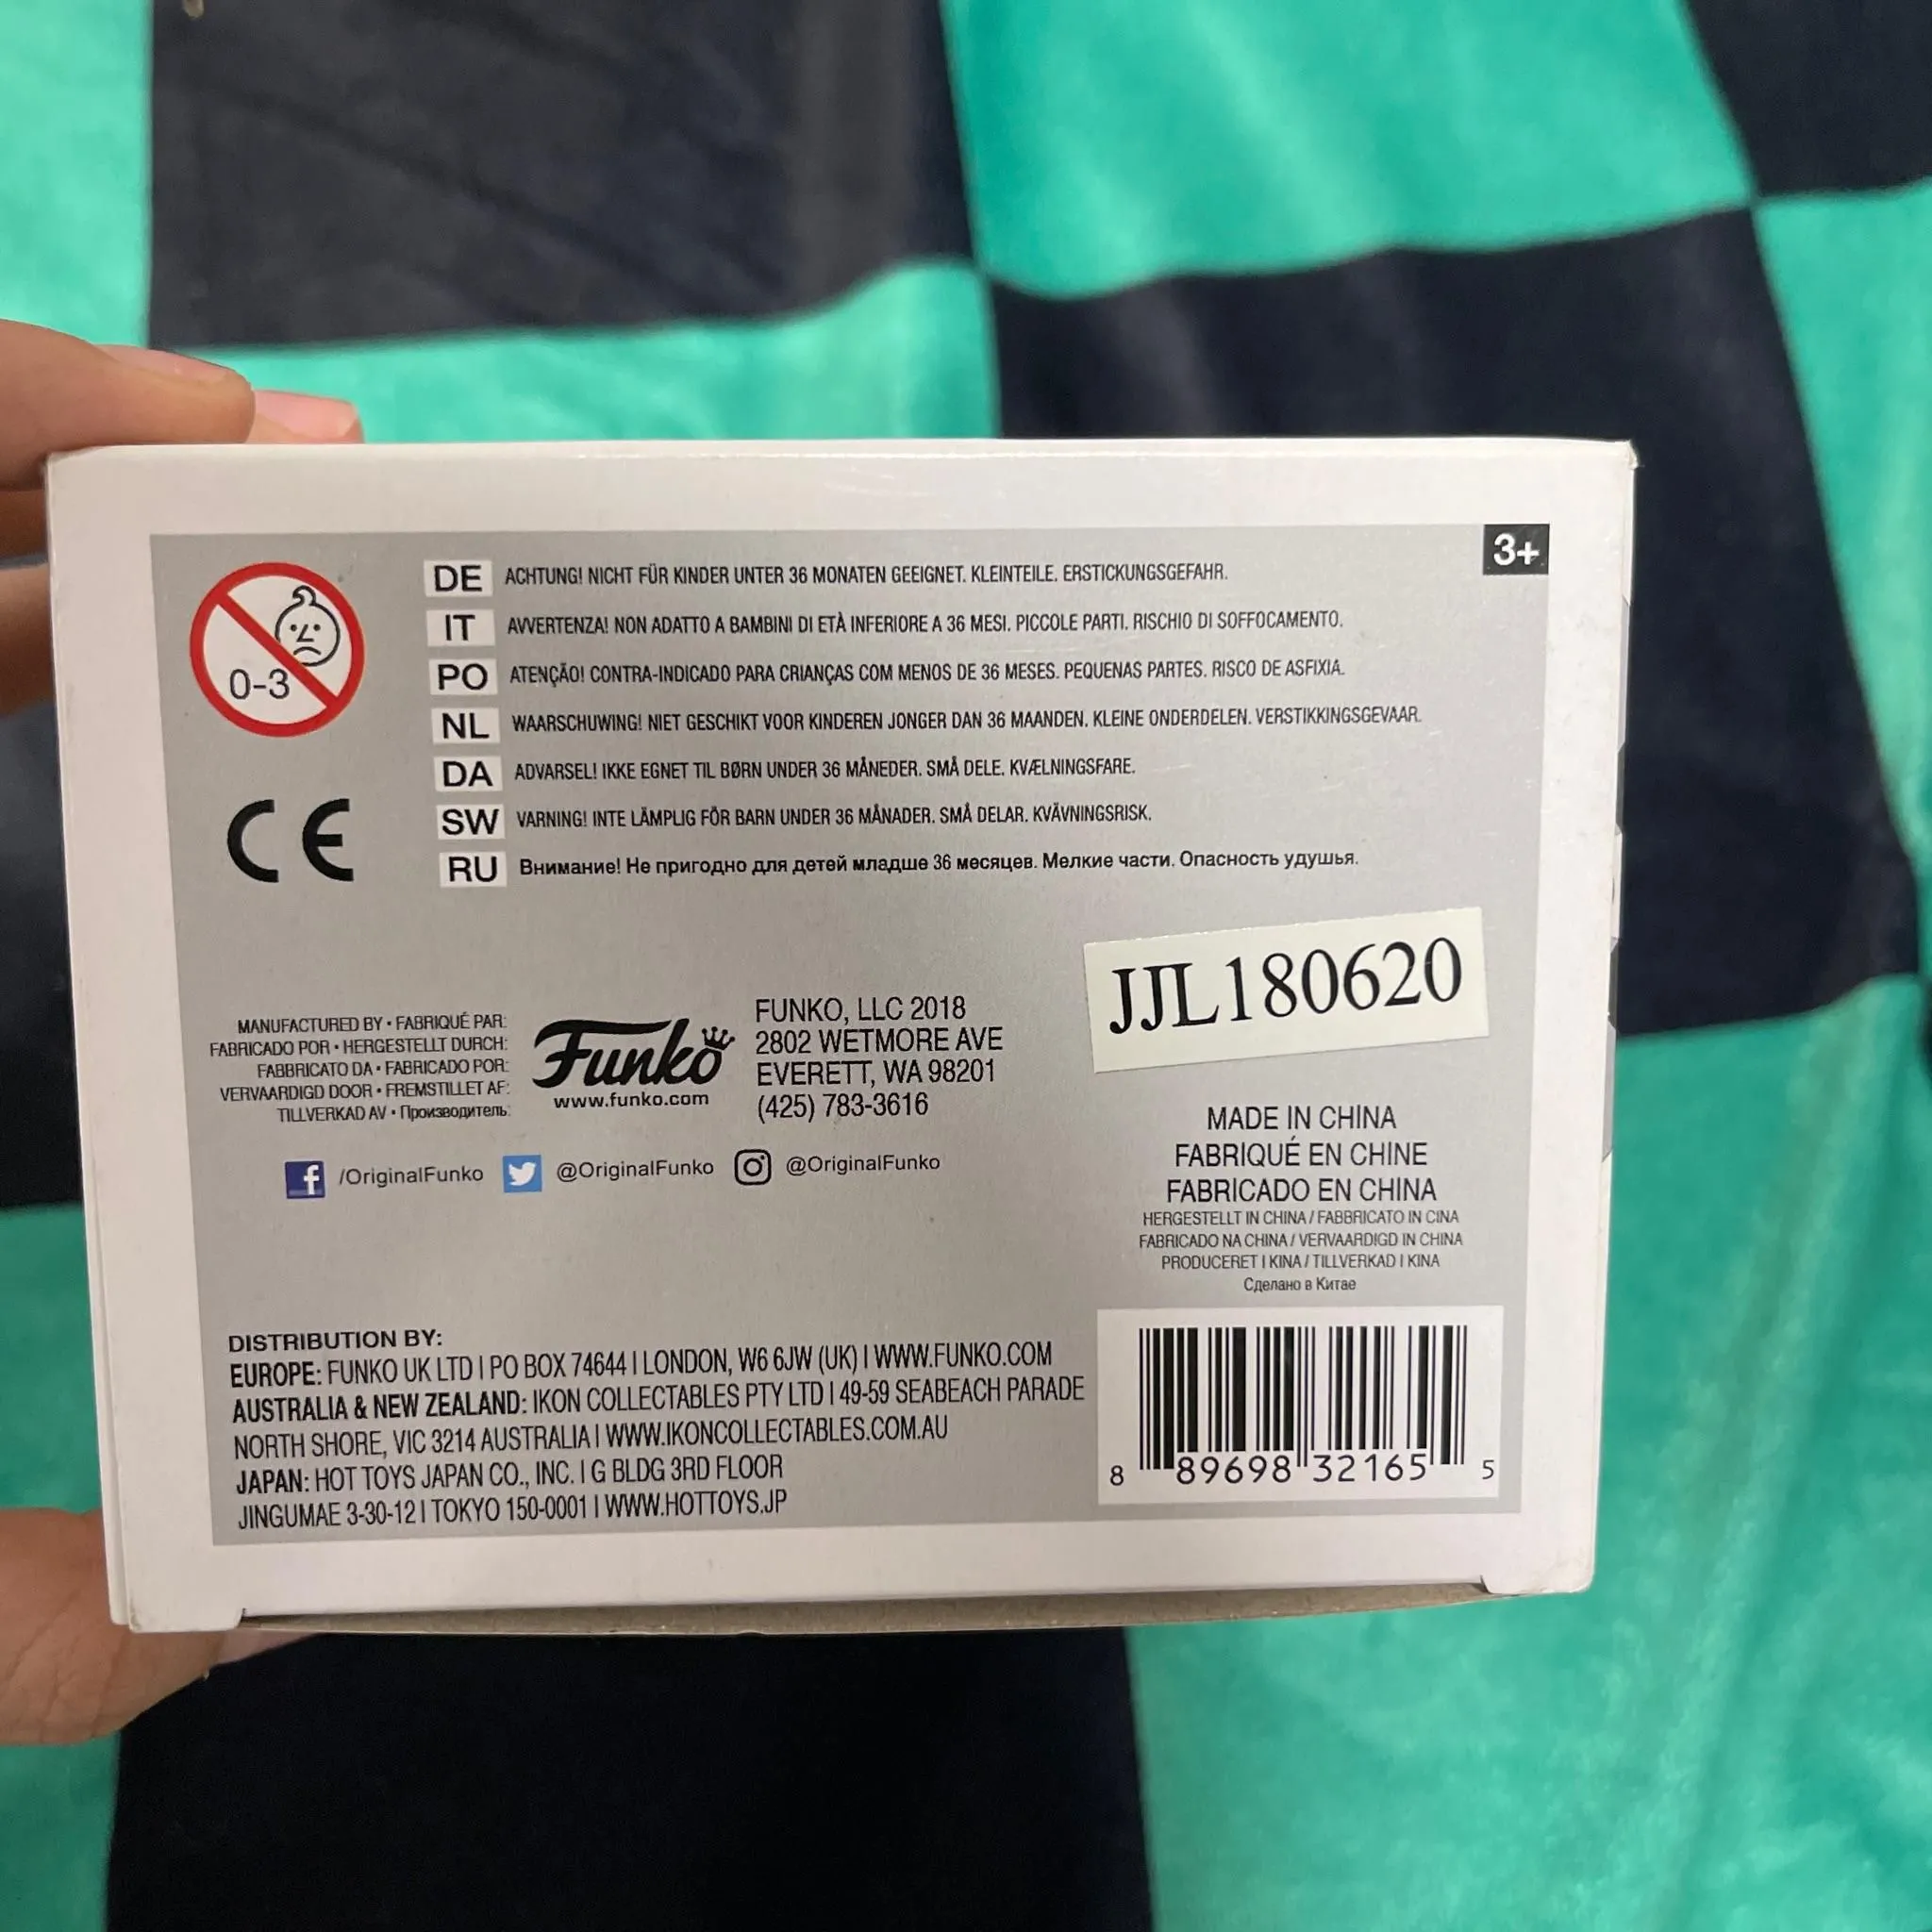 3+
0-3
DE ACHTUNG! NICHT FÜR KINDER UNTER 36 MONATEN GEEIGNET. KLEINTEILE. ERSTICKUNGSGEFAHR.
IT AVVERTENZA! NON ADATTO A BAMBINI DI ETÀ INFERIORE A 36 MESI. PICCOLE PARTI. RISCHIO DI SOFFOCAMENTO.
PO ATENÇÃO! CONTRA-INDICADO PARA CRIANÇAS COM MENOS DE 36 MESES. PEQUENAS PARTES. RISCO DE ASFIXIA.
NL WAARSCHUWING! NIET GESCHIKT VOOR KINDEREN JONGER DAN 36 MAANDEN. KLEINE ONDERDELEN. VERSTIKKINGSGEVAAR.
DA ADVARSEL! IKKE EGNET TIL BØRN UNDER 36 MÅNEDER. SMÅ DELE. KVÆLNINGSFARE.
SW VARNING! INTE LÄMPLIG FÖR BARN UNDER 36 MÅNADER. SMÅ DELAR. KVÄVNINGSRISK.
RU Внимание! Не пригодно для детей младше 36 месяцев. Мелкие части. Опасность удушья.
CE
JJL180620
MANUFACTURED BY • FABRIQUÉ PAR:
FABRICADO POR • HERGESTELLT DURCH:
FABBRICATO DA • FABRICADO POR:
VERVAARDIGD DOOR • FREMSTILLET AF:
TILLVERKAD AV • Производитель:
Funko
www.funko.com
FUNKO, LLC 2018
2802 WETMORE AVE
EVERETT, WA 98201
(425) 783-3616
/OriginalFunko @OriginalFunko @OriginalFunko
MADE IN CHINA
FABRIQUÉ EN CHINE
FABRICADO EN CHINA
HERGESTELLT IN CHINA / FABBRICATO IN CINA
FABRICADO NA CHINA / VERVAARDIGD IN CHINA
PRODUCERET I KINA / TILLVERKAD I KINA
Сделано в Китае
DISTRIBUTION BY:
EUROPE: FUNKO UK LTD | PO BOX 74644 | LONDON, W6 6JW (UK) | WWW.FUNKO.COM
AUSTRALIA & NEW ZEALAND: IKON COLLECTABLES PTY LTD | 49-59 SEABEACH PARADE
NORTH SHORE, VIC 3214 AUSTRALIA | WWW.IKONCOLLECTABLES.COM.AU
JAPAN: HOT TOYS JAPAN CO., INC. | G BLDG 3RD FLOOR
JINGUMAE 3-30-12 | TOKYO 150-0001 | WWW.HOTTOYS.JP
8 89698 32165 5